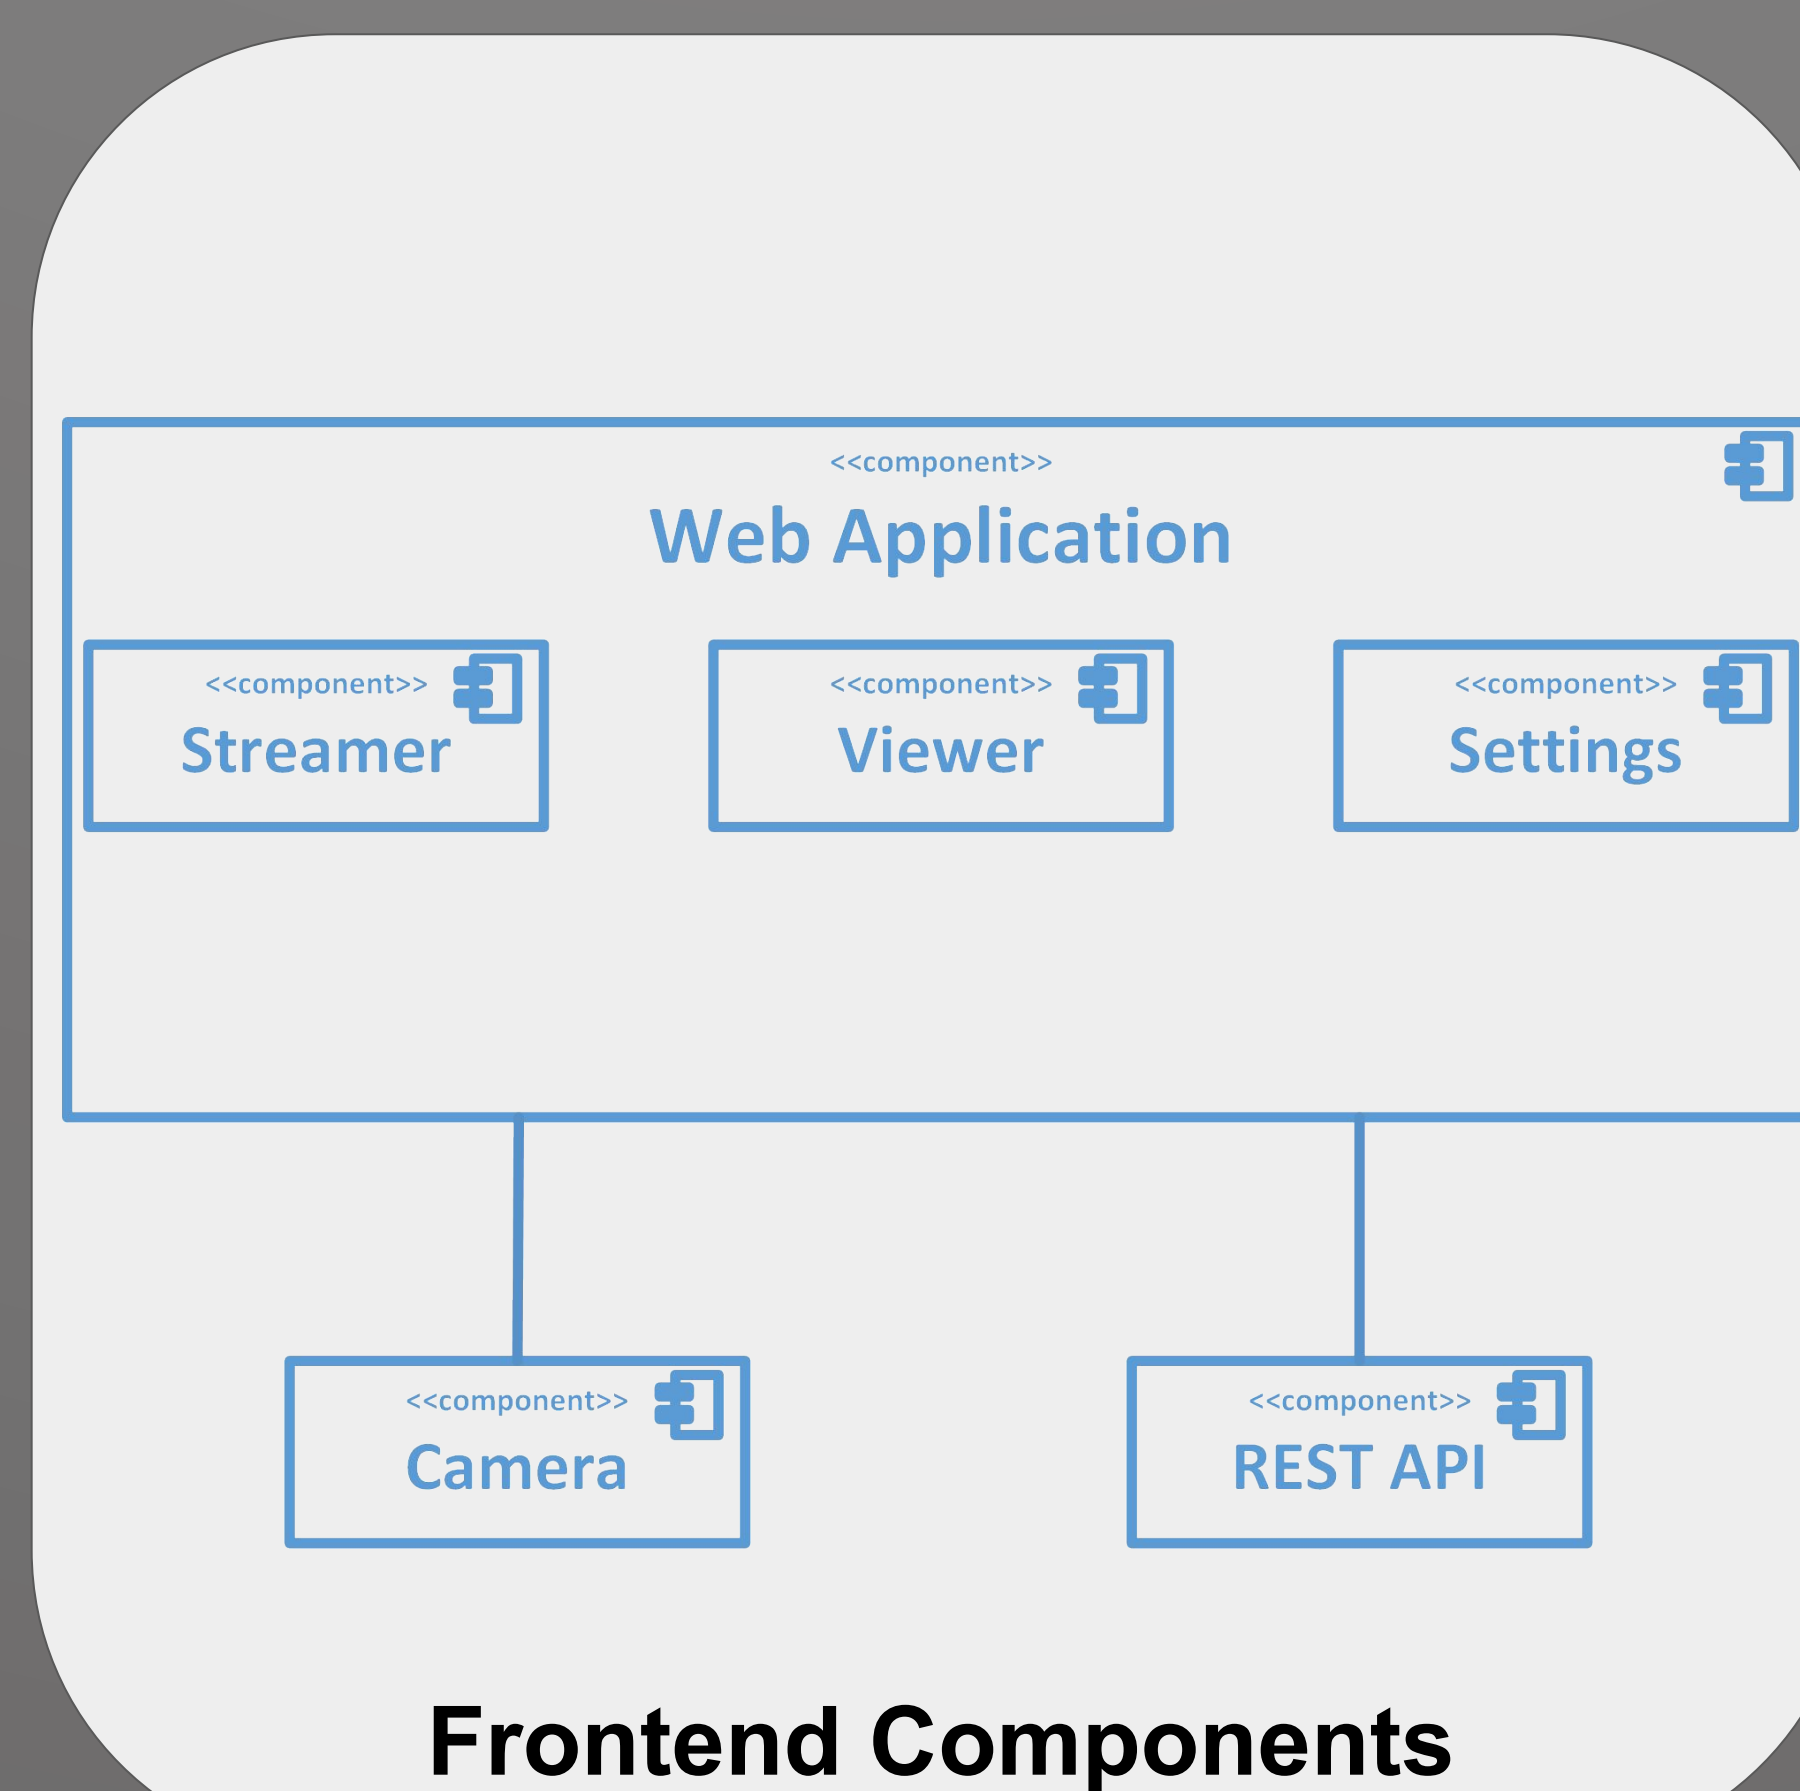 <<component>>
Web Application
<<component>>
Streamer
<<component>>
Viewer
<<component>>
Settings
<<component>>
Camera
<<component>>
REST API
Frontend Components